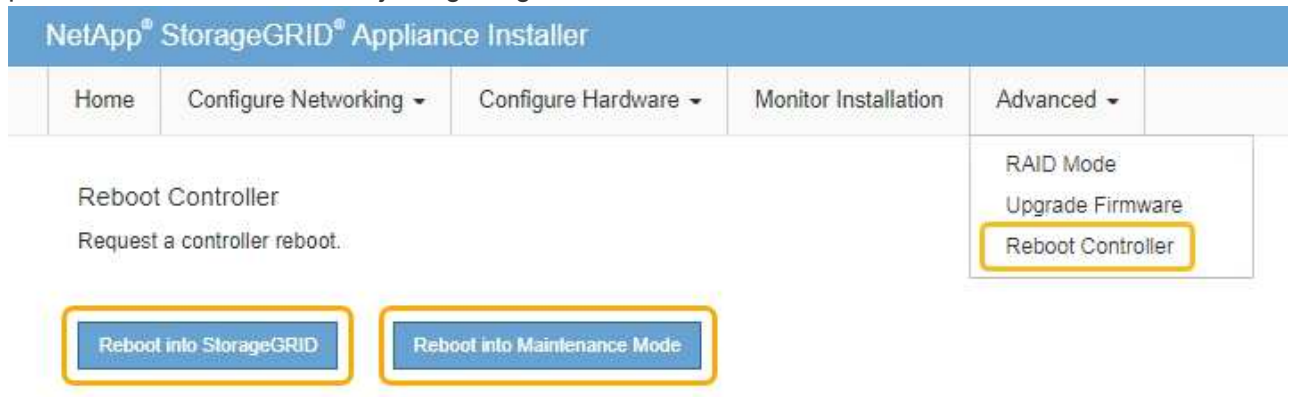 NetApp® StorageGRID® Appliance Installer
Home Configure Networking Configure Hardware Monitor Installation Advanced
RAID Mode
Upgrade Firmware
Reboot Controller
Reboot Controller
Request a controller reboot.
Reboot into StorageGRID Reboot into Maintenance Mode